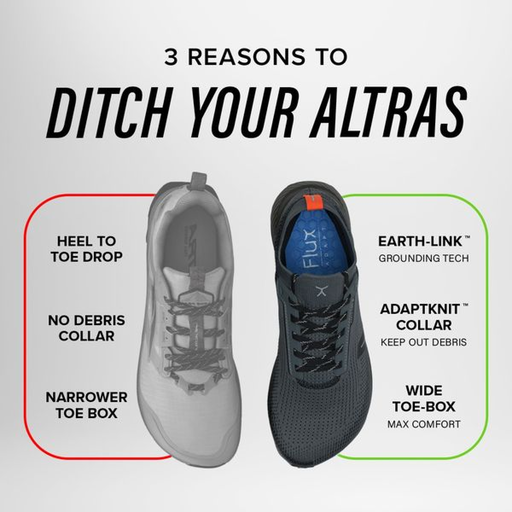 3 REASONS TO
DITCH YOUR ALTRAS
HEEL TO
TOE DROP
NO DEBRIS
COLLAR
NARROWER
TOE BOX
Flux
EARTH-LINK™
GROUNDING TECH
ADAPTKNIT™
COLLAR
KEEP OUT DEBRIS
WIDE
TOE-BOX
MAX COMFORT